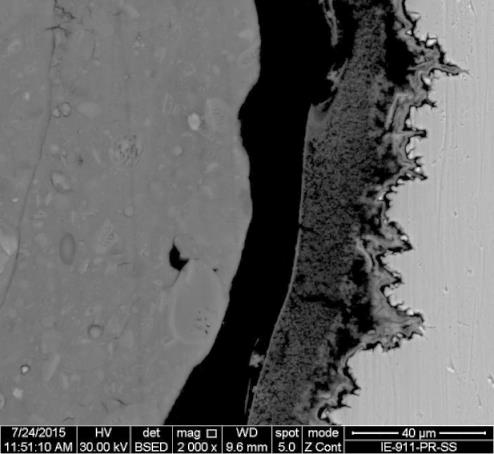 7/24/2015 HV det mag □ WD spot mode 40 µm
11:51:10 AM 30.00 kV BSED 2 000 x 9.6 mm 5.0 Z Cont IE-911-PR-SS